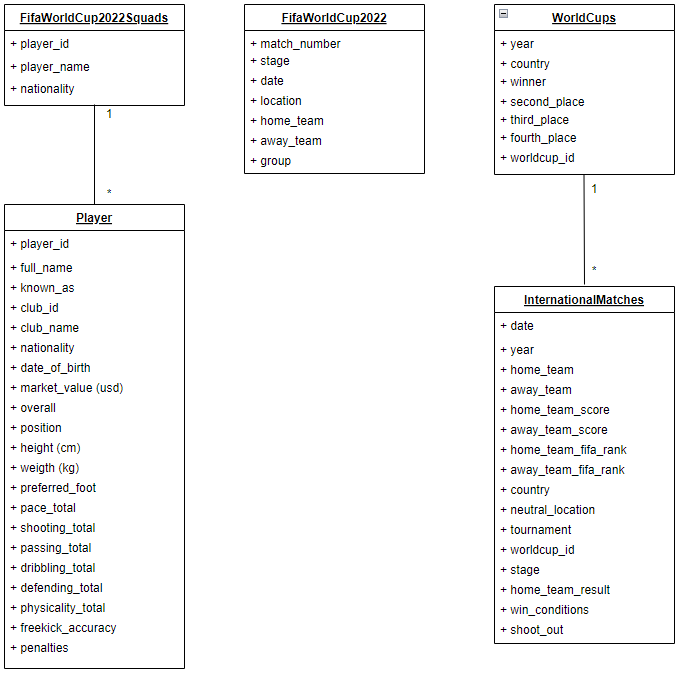 FifaWorldCup2022Squads
+ player_id
+ player_name
+ nationality
1
*
Player
+ player_id
+ full_name
+ known_as
+ club_id
+ club_name
+ nationality
+ date_of_birth
+ market_value (usd)
+ overall
+ position
+ height (cm)
+ weigth (kg)
+ preferred_foot
+ pace_total
+ shooting_total
+ passing_total
+ dribbling_total
+ defending_total
+ physicality_total
+ freekick_accuracy
+ penalties
FifaWorldCup2022
+ match_number
+ stage
+ date
+ location
+ home_team
+ away_team
+ group
WorldCups
+ year
+ country
+ winner
+ second_place
+ third_place
+ fourth_place
+ worldcup_id
1
*
InternationalMatches
+ date
+ year
+ home_team
+ away_team
+ home_team_score
+ away_team_score
+ home_team_fifa_rank
+ away_team_fifa_rank
+ country
+ neutral_location
+ tournament
+ worldcup_id
+ stage
+ home_team_result
+ win_conditions
+ shoot_out